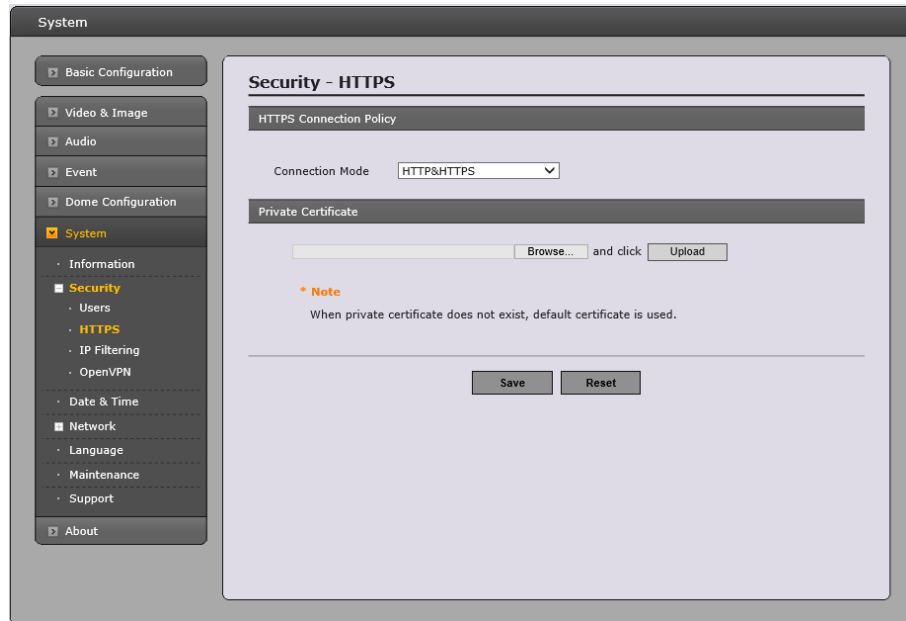 System
Basic Configuration
Video & Image
Audio
Event
Dome Configuration
System
· Information
Security
· Users
· HTTPS
· IP Filtering
· OpenVPN
· Date & Time
Network
· Language
· Maintenance
· Support
About
Security - HTTPS
HTTPS Connection Policy
Connection Mode HTTP&HTTPS
Private Certificate
Browse... and click Upload
* Note
When private certificate does not exist, default certificate is used.
Save Reset